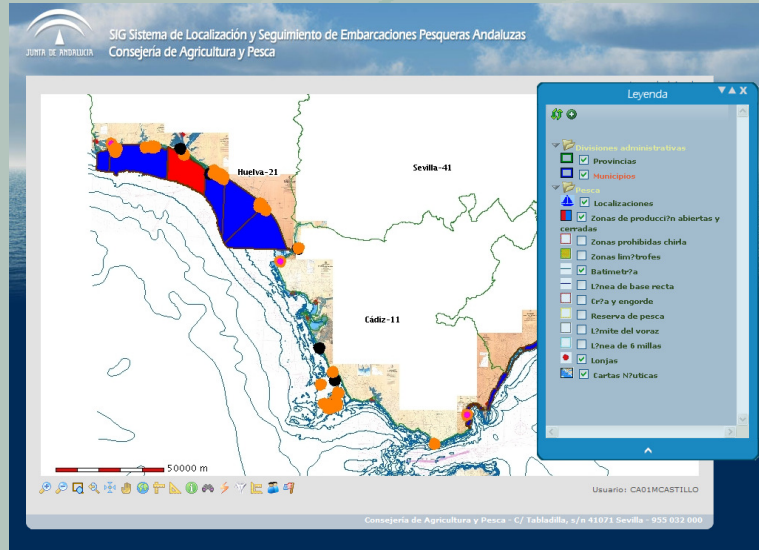 JUNTA DE ANDALUCIA
SIG Sistema de Localización y Seguimiento de Embarcaciones Pesqueras Andaluzas
Consejería de Agricultura y Pesca
Leyenda
Divisiones administrativas
Provincias
Municipios
Pesca
Localizaciones
Zonas de producci?n abiertas y
cerradas
Zonas prohibidas chirla
Zonas lim?trofes
Batimetr?a
L?nea de base recta
Cr?a y engorde
Reserva de pesca
L?mite del voraz
L?nea de 6 millas
Lonjas
Cartas N?uticas
Huelva-21
Sevilla-41
Cádiz-11
50000 m
Usuario: CA01MCASTILLO
Consejería de Agricultura y Pesca - C/ Tabladilla, s/n 41071 Sevilla - 955 032 000